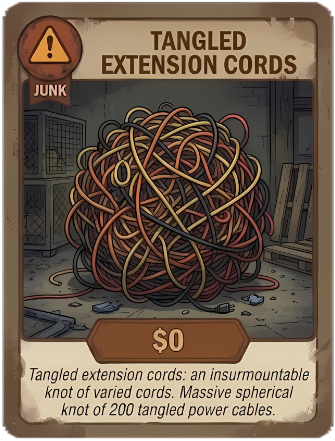 TANGLED
EXTENSION CORDS
JUNK
$0
Tangled extension cords: an insurmountable
knot of varied cords. Massive spherical
knot of 200 tangled power cables.